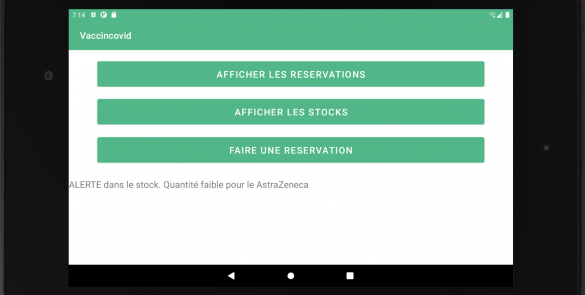 7:14
Vaccincovid
AFFICHER LES RESERVATIONS
AFFICHER LES STOCKS
FAIRE UNE RESERVATION
ALERTE dans le stock. Quantité faible pour le AstraZeneca